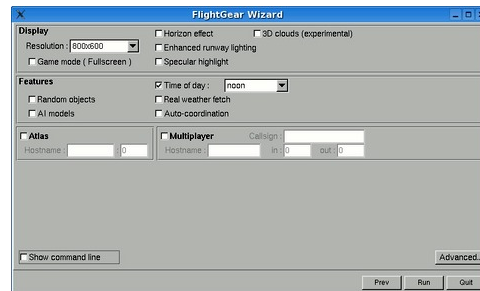 FlightGear Wizard
Display
Horizon effect
3D clouds (experimental)
Resolution : 800x600
Enhanced runway lighting
Game mode ( Fullscreen )
Specular highlight
Features
Time of day : noon
Random objects
Real weather fetch
AI models
Auto-coordination
Atlas
Hostname : : 0
Multiplayer
Callsign :
Hostname : in : 0 out : 0
Show command line
Advanced..
Prev
Run
Quit